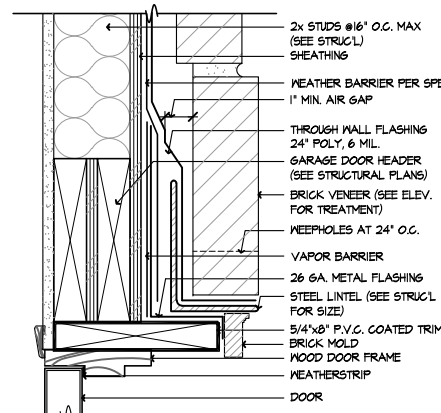 2x STUDS @16" O.C. MAX
(SEE STRUC'L)
SHEATHING
WEATHER BARRIER PER SPE
1" MIN. AIR GAP
THROUGH WALL FLASHING
24" POLY, 6 MIL.
GARAGE DOOR HEADER
(SEE STRUCTURAL PLANS)
BRICK VENEER (SEE ELEV.
FOR TREATMENT)
WEEPHOLES AT 24" O.C.
VAPOR BARRIER
26 GA. METAL FLASHING
STEEL LINTEL (SEE STRUC'L
FOR SIZE)
5/4"x8" P.V.C. COATED TRIM
BRICK MOLD
WOOD DOOR FRAME
WEATHERSTRIP
DOOR